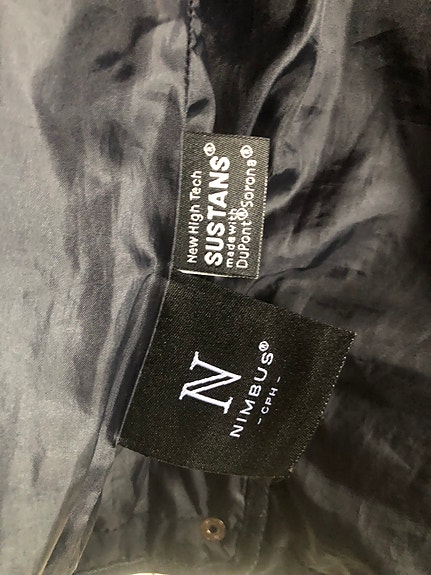 New High Tech
SUSTANS®
made with
DuPont® Sorona®
N
NIMBUS®
- CPH -